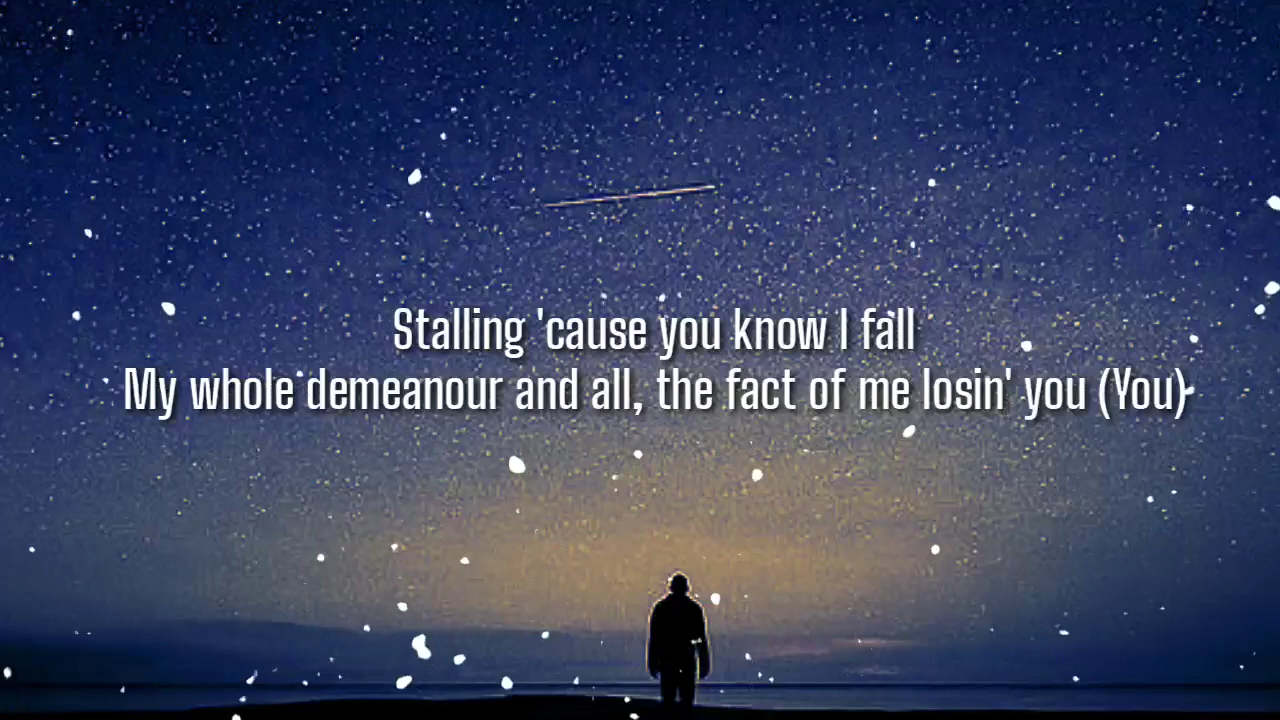 Stalling 'cause you know I fall
My whole demeanour and all, the fact of me losin' you (You)